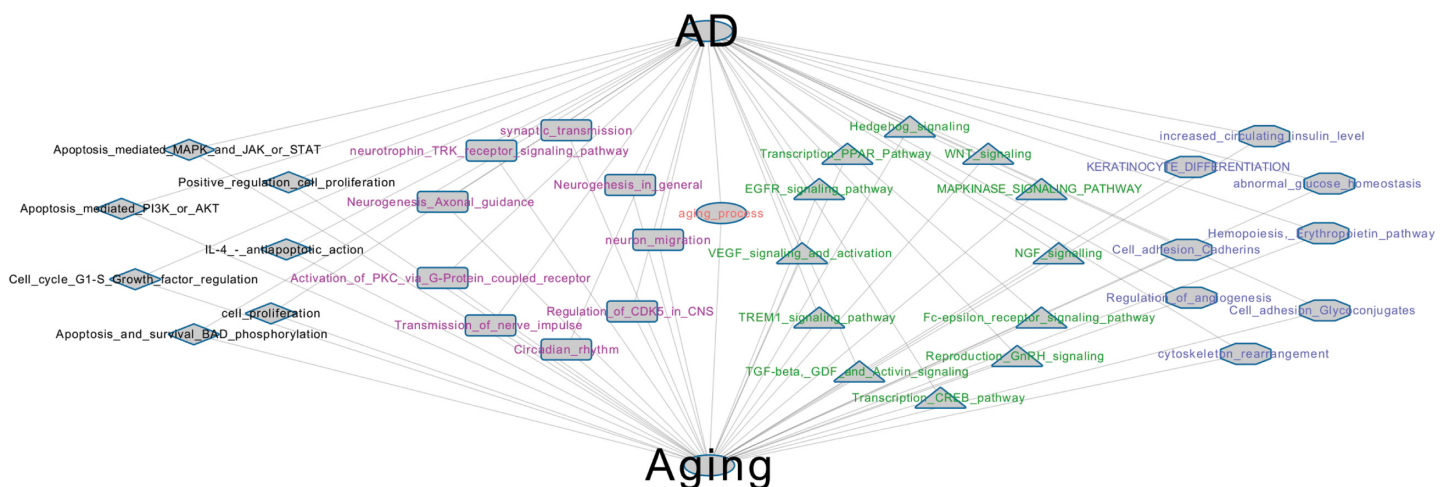 AD
Apoptosis_mediated_MAPK_and_JAK_or_STAT
Positive_regulation_cell_proliferation
Apoptosis_mediated_PI3K_or_AKT
IL-4_-_antiapoptotic_action
Cell_cycle_G1-S_Growth_factor_regulation
cell_proliferation
Apoptosis_and_survival_BAD_phosphorylation
synaptic_transmission
neurotrophin_TRK_receptor_signaling_pathway
Neurogenesis_in_general
Neurogenesis_Axonal_guidance
neuron_migration
Activation_of_PKC_via_G-Protein_coupled_receptor
Regulation_of_CDK5_in_CNS
Transmission_of_nerve_impulse
Circadian_rhythm
aging_process
Hedgehog_signaling
Transcription_PPAR_Pathway
WNT_signaling
EGFR_signaling_pathway
MAPKINASE_SIGNALING_PATHWAY
VEGF_signaling_and_activation
NGF_signalling
TREM1_signaling_pathway
Fc-epsilon_receptor_signaling_pathway
Reproduction_GnRH_signaling
TGF-beta,_GDF_and_Activin_signaling
Transcription_CREB_pathway
increased_circulating_insulin_level
KERATINOCYTE_DIFFERENTIATION
abnormal_glucose_homeostasis
Hemopoiesis,_Erythropoietin_pathway
Cell_adhesion_Cadherins
Regulation_of_angiogenesis
Cell_adhesion_Glycoconjugates
cytoskeleton_rearrangement
Aging